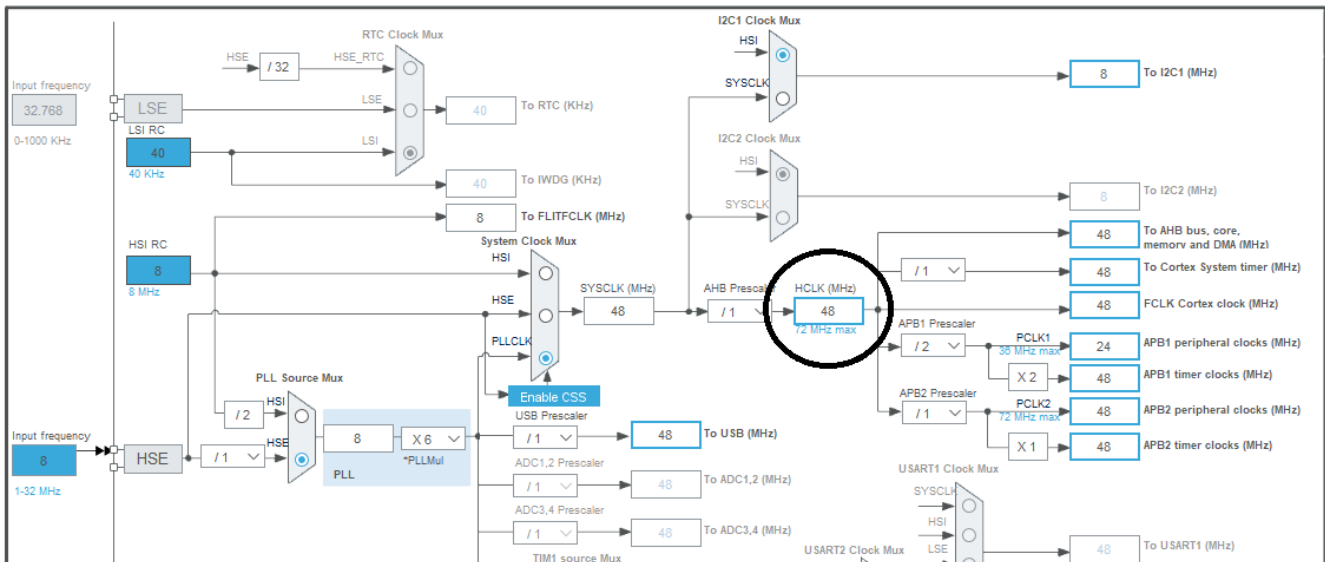 I2C1 Clock Mux
RTC Clock Mux
HSI
HSE
/ 32
HSE_RTC
8
To I2C1 (MHz)
Input frequency
SYSCLK
32.768
LSE
LSE
40
To RTC (KHz)
0-1000 KHz
LSI RC
I2C2 Clock Mux
40
LSI
HSI
40 KHz
40
To IWDG (KHz)
8
To I2C2 (MHz)
SYSCLK
8
To FLITFCLK (MHz)
HSI RC
System Clock Mux
48
To AHB bus, core,
memory and DMA (MHz)
HSI
8
/ 1
48
To Cortex System timer (MHz)
8 MHz
SYSCLK (MHz)
AHB Prescaler
HCLK (MHz)
HSE
48
/ 1
48
48
FCLK Cortex clock (MHz)
72 MHz max
APB1 Prescaler
PLLCLK
PCLK1
/ 2
36 MHz max
24
APB1 peripheral clocks (MHz)
PLL Source Mux
X 2
48
APB1 timer clocks (MHz)
Enable CSS
APB2 Prescaler
HSI
/ 2
USB Prescaler
PCLK2
/ 1
72 MHz max
48
APB2 peripheral clocks (MHz)
Input frequency
HSE
8
X 6
/ 1
48
To USB (MHz)
X 1
48
APB2 timer clocks (MHz)
8
HSE
/ 1
*PLLMul
ADC1,2 Prescaler
PLL
USART1 Clock Mux
1-32 MHz
/ 1
48
To ADC1,2 (MHz)
SYSCLK
ADC3,4 Prescaler
HSI
/ 1
48
To ADC3,4 (MHz)
TIM1 source Mux
USART2 Clock Mux
LSE
48
To USART1 (MHz)